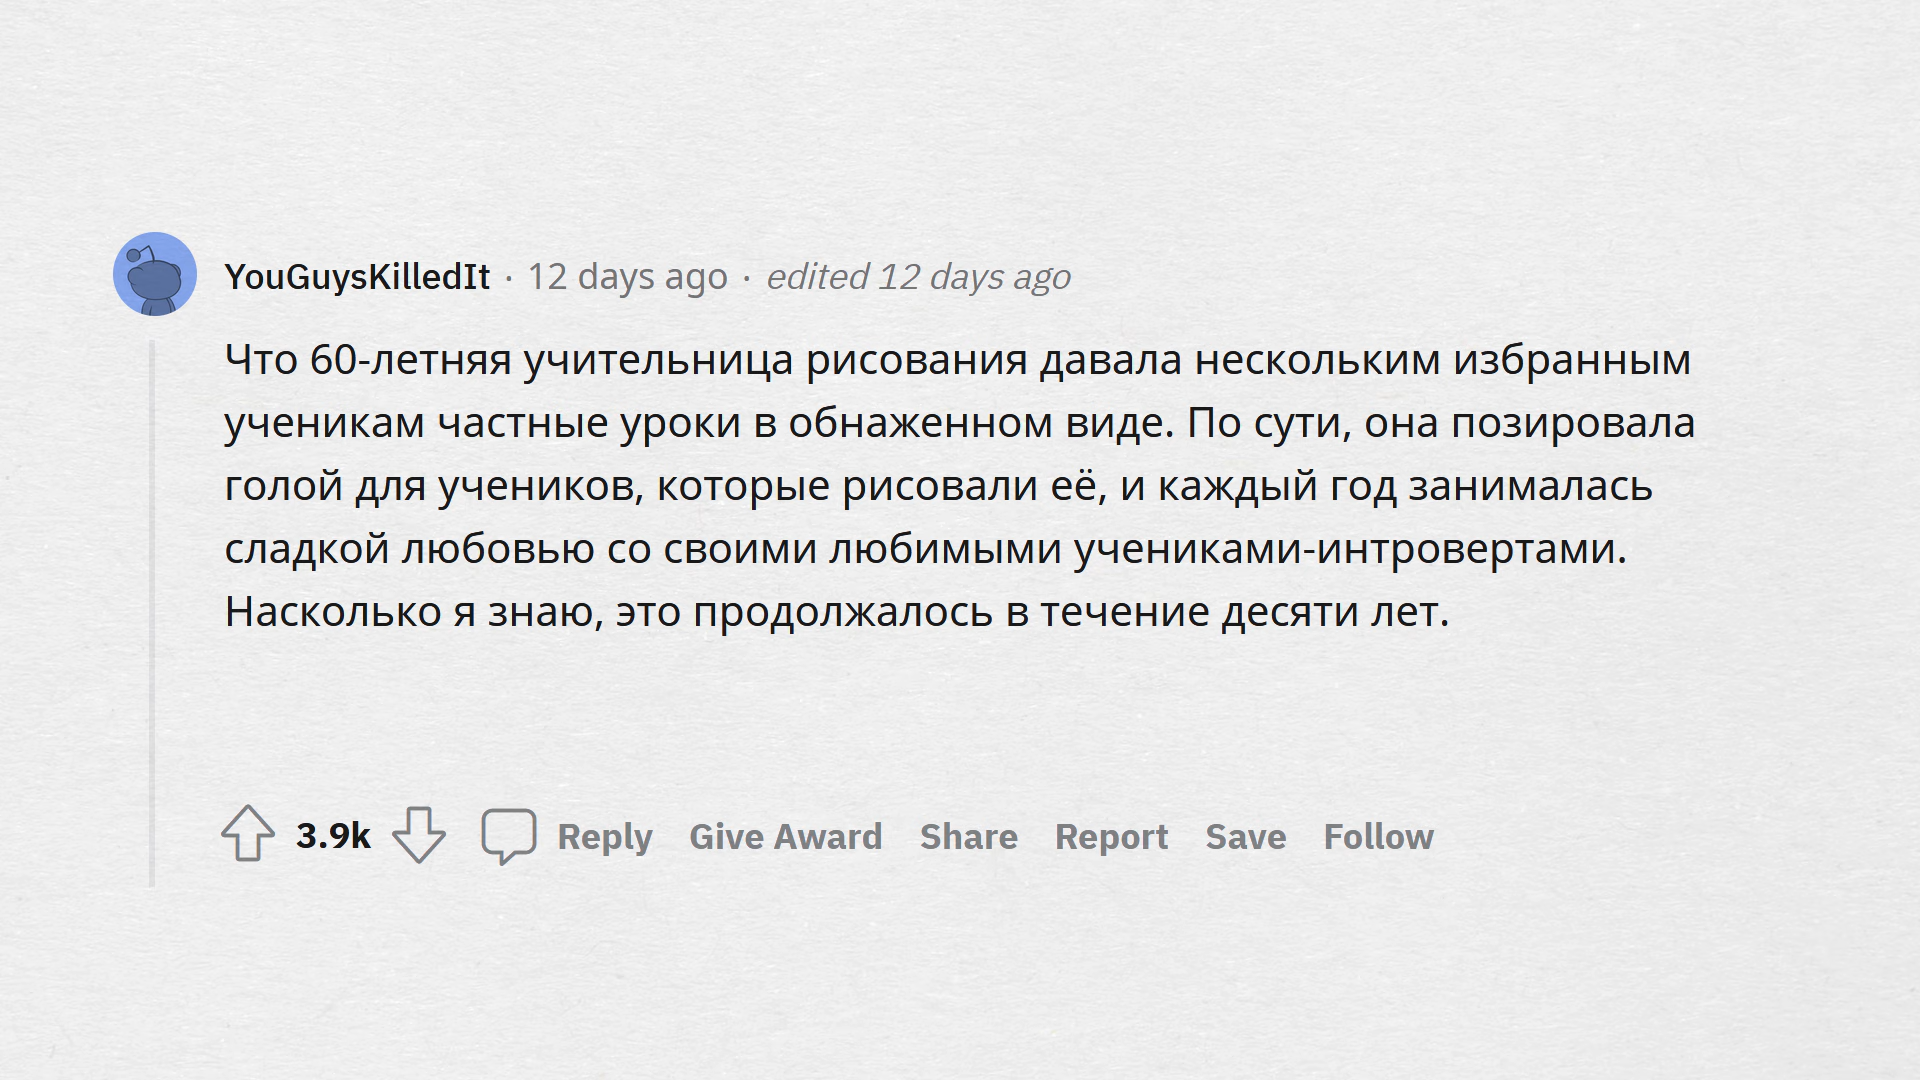 YouGuysKilledIt · 12 days ago · edited 12 days ago
Что 60-летняя учительница рисования давала нескольким избранным
ученикам частные уроки в обнаженном виде. По сути, она позировала
голой для учеников, которые рисовали её, и каждый год занималась
сладкой любовью со своими любимыми учениками-интровертами.
Насколько я знаю, это продолжалось в течение десяти лет.
3.9k Reply Give Award Share Report Save Follow